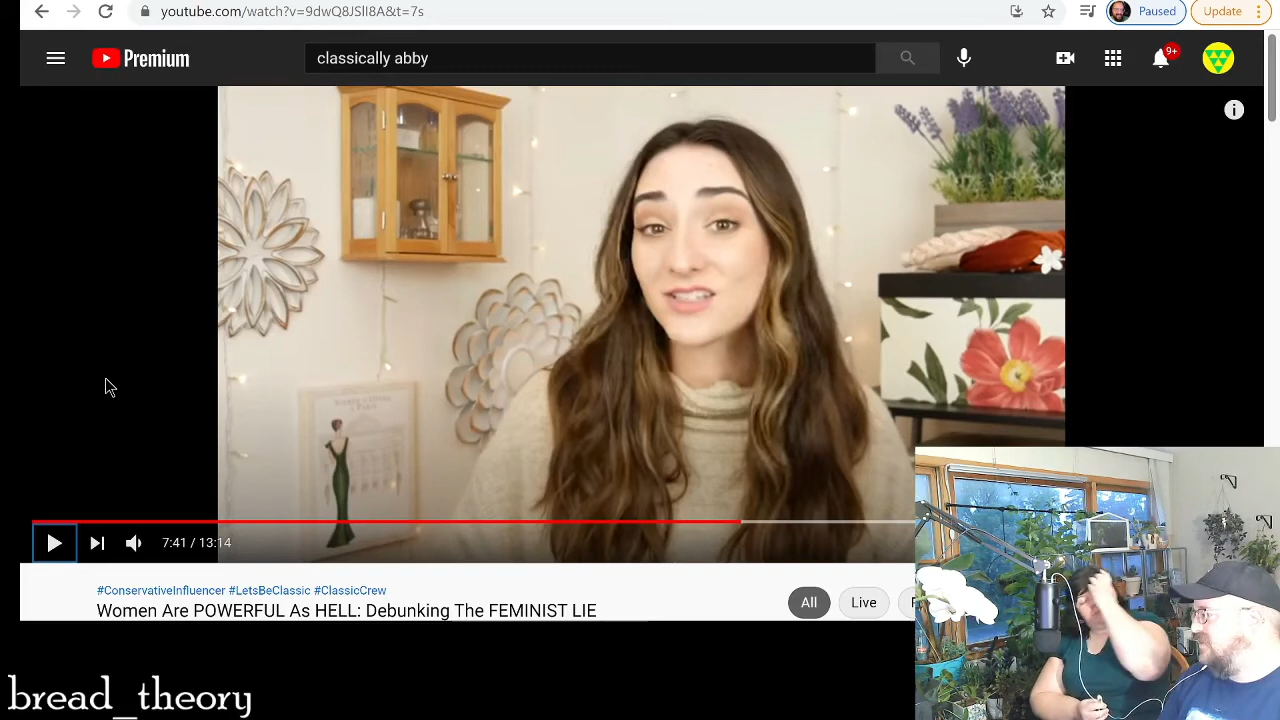 youtube.com/watch?v=9dwQ8JSlI8A&t=7s
Paused
Update
Premium
classically abby
9+
7:41 / 13:14
#ConservativeInfluencer #LetsBeClassic #ClassicCrew
Women Are POWERFUL As HELL: Debunking The FEMINIST LIE
All
Live
bread_theory